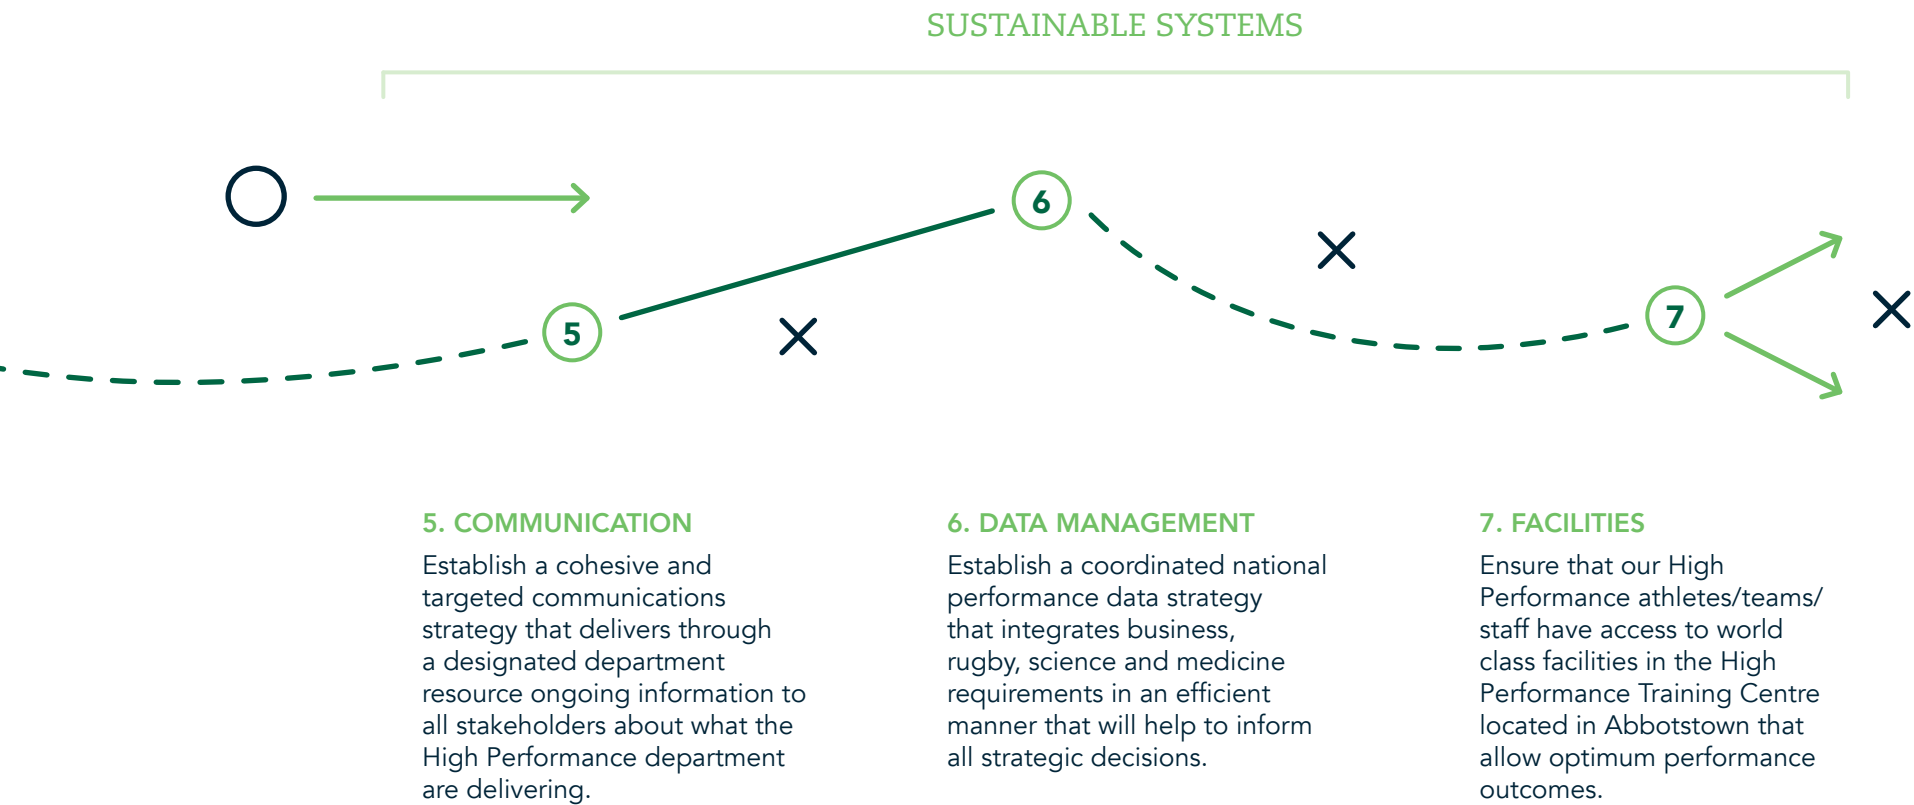 SUSTAINABLE SYSTEMS
6
5
7
5. COMMUNICATION
Establish a cohesive and
targeted communications
strategy that delivers through
a designated department
resource ongoing information to
all stakeholders about what the
High Performance department
are delivering.
6. DATA MANAGEMENT
Establish a coordinated national
performance data strategy
that integrates business,
rugby, science and medicine
requirements in an efficient
manner that will help to inform
all strategic decisions.
7. FACILITIES
Ensure that our High
Performance athletes/teams/
staff have access to world
class facilities in the High
Performance Training Centre
located in Abbotstown that
allow optimum performance
outcomes.